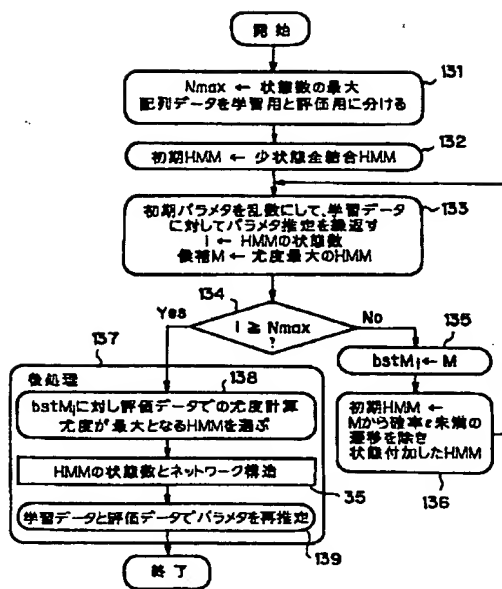 開始
131
Nmax ← 状態数の最大
配列データを学習用と評価用に分ける
132
初期HMM ← 少状態全結合HMM
133
初期パラメタを乱数にして、学習データ
に対してパラメタ推定を繰返す
l ← HMMの状態数
候補M ← 尤度最大のHMM
134
l ≧ Nmax
?
Yes
No
135
bstMl ← M
初期HMM ←
Mから確率ε未満の
遷移を除き
状態付加したHMM
136
137
後処理
138
bstMlに対し評価データでの尤度計算
尤度が最大となるHMMを選ぶ
HMMの状態数とネットワーク構造
35
学習データと評価データでパラメタを再推定
139
終了